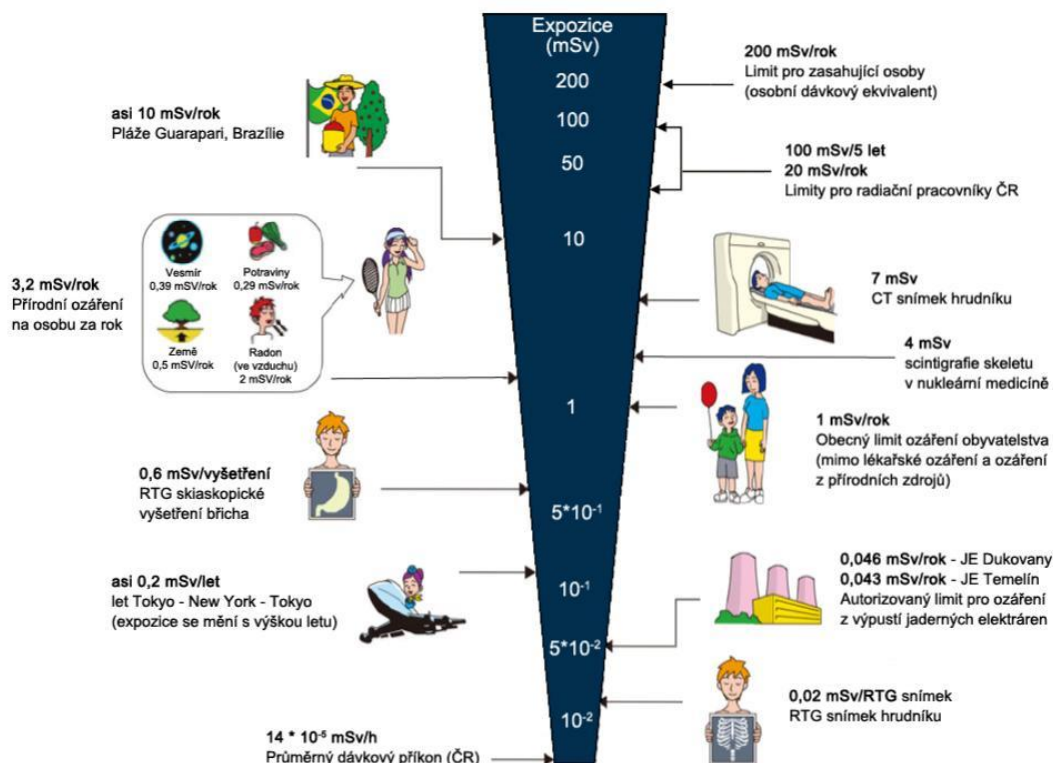 Expozice
(mSv)
200
100
50
10
1
5*10⁻¹
10⁻¹
5*10⁻²
10⁻²
asi 10 mSv/rok
Pláže Guarapari, Brazílie
3,2 mSv/rok
Přírodní ozáření
na osobu za rok
Vesmír
0,39 mSV/rok
Potraviny
0,29 mSv/rok
Země
0,5 mSV/rok
Radon
(ve vzduchu)
2 mSV/rok
0,6 mSv/vyšetření
RTG skiaskopické
vyšetření břicha
asi 0,2 mSv/let
let Tokyo - New York - Tokyo
(expozice se mění s výškou letu)
14 * 10⁻⁵ mSv/h
Průměrný dávkový příkon (ČR)
200 mSv/rok
Limit pro zasahující osoby
(osobní dávkový ekvivalent)
100 mSv/5 let
20 mSv/rok
Limity pro radiační pracovníky ČR
7 mSv
CT snímek hrudníku
4 mSv
scintigrafie skeletu
v nukleární medicíně
1 mSv/rok
Obecný limit ozáření obyvatelstva
(mimo lékařské ozáření a ozáření
z přírodních zdrojů)
0,046 mSv/rok - JE Dukovany
0,043 mSv/rok - JE Temelín
Autorizovaný limit pro ozáření
z výpustí jaderných elektráren
0,02 mSv/RTG snímek
RTG snímek hrudníku